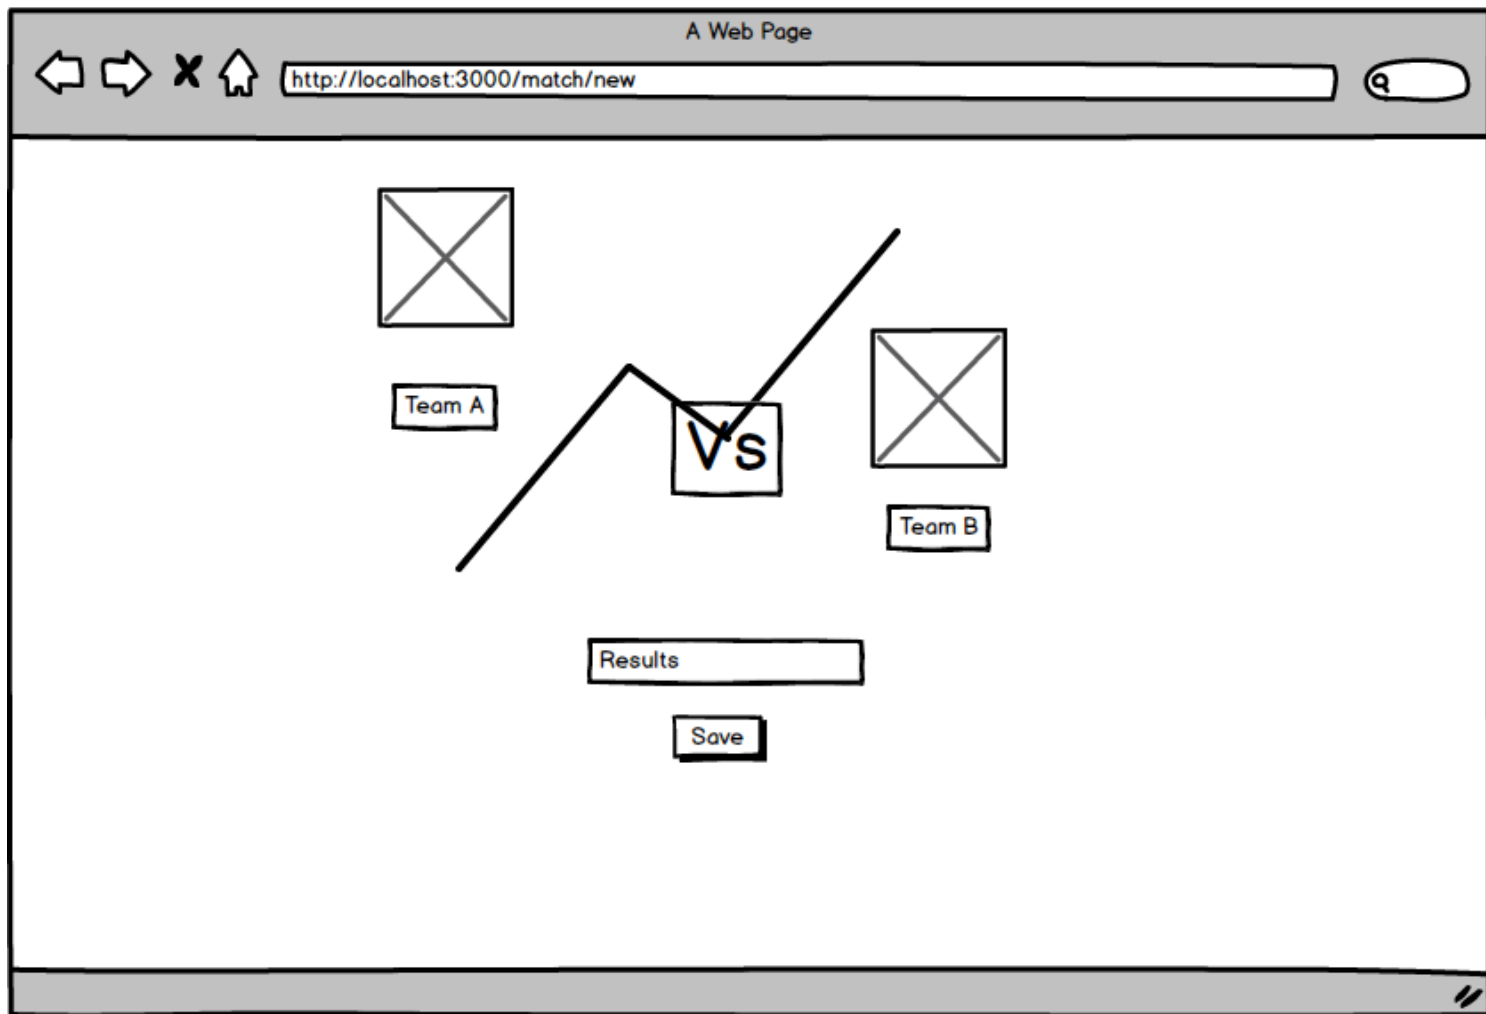 A Web Page
http://localhost:3000/match/new
Team A
Vs
Team B
Results
Save